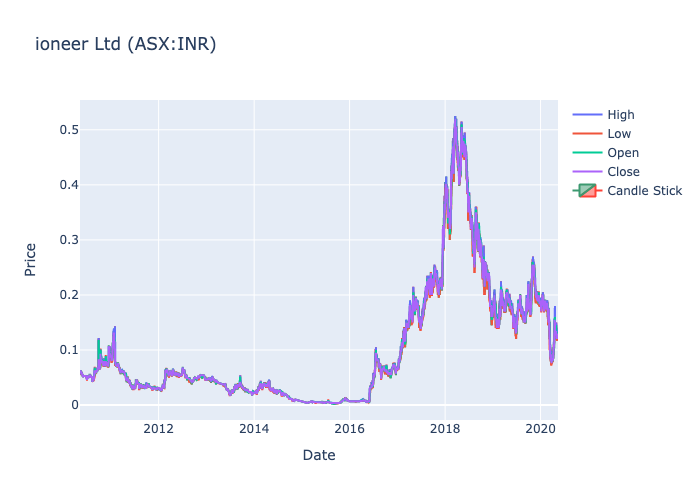 ioneer Ltd (ASX:INR)
High
Low
Open
Close
Candle Stick
Price
0.5
0.4
0.3
0.2
0.1
0
2012
2014
2016
2018
2020
Date